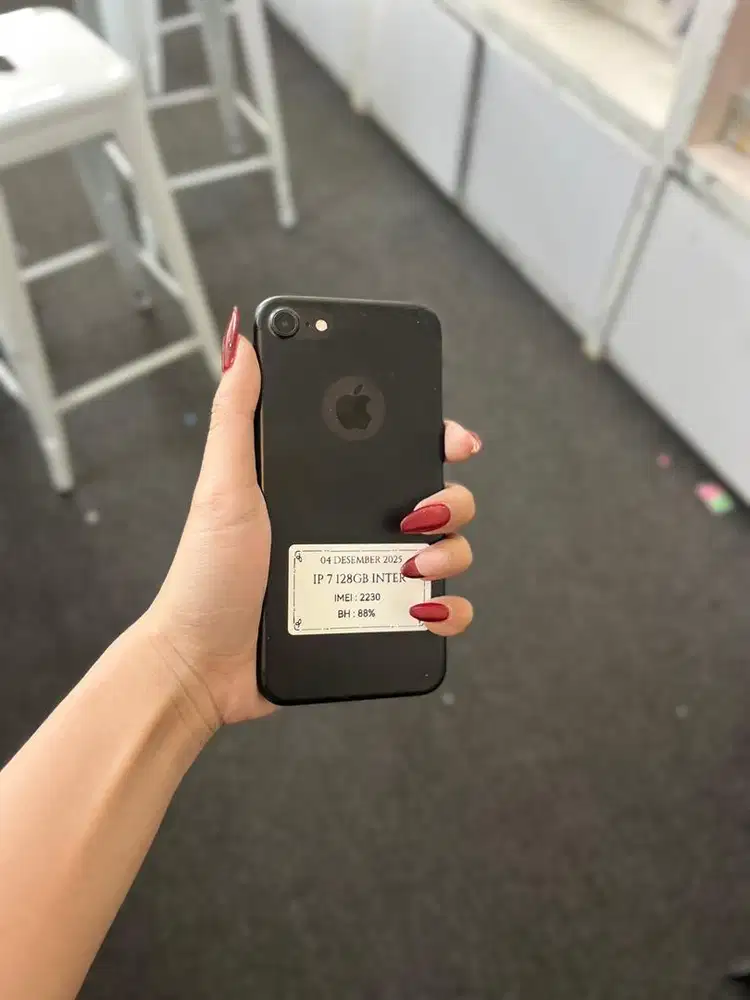 04 DESEMBER 2025
IP 7 128GB INTER
IMEI : 2230
BH : 88%